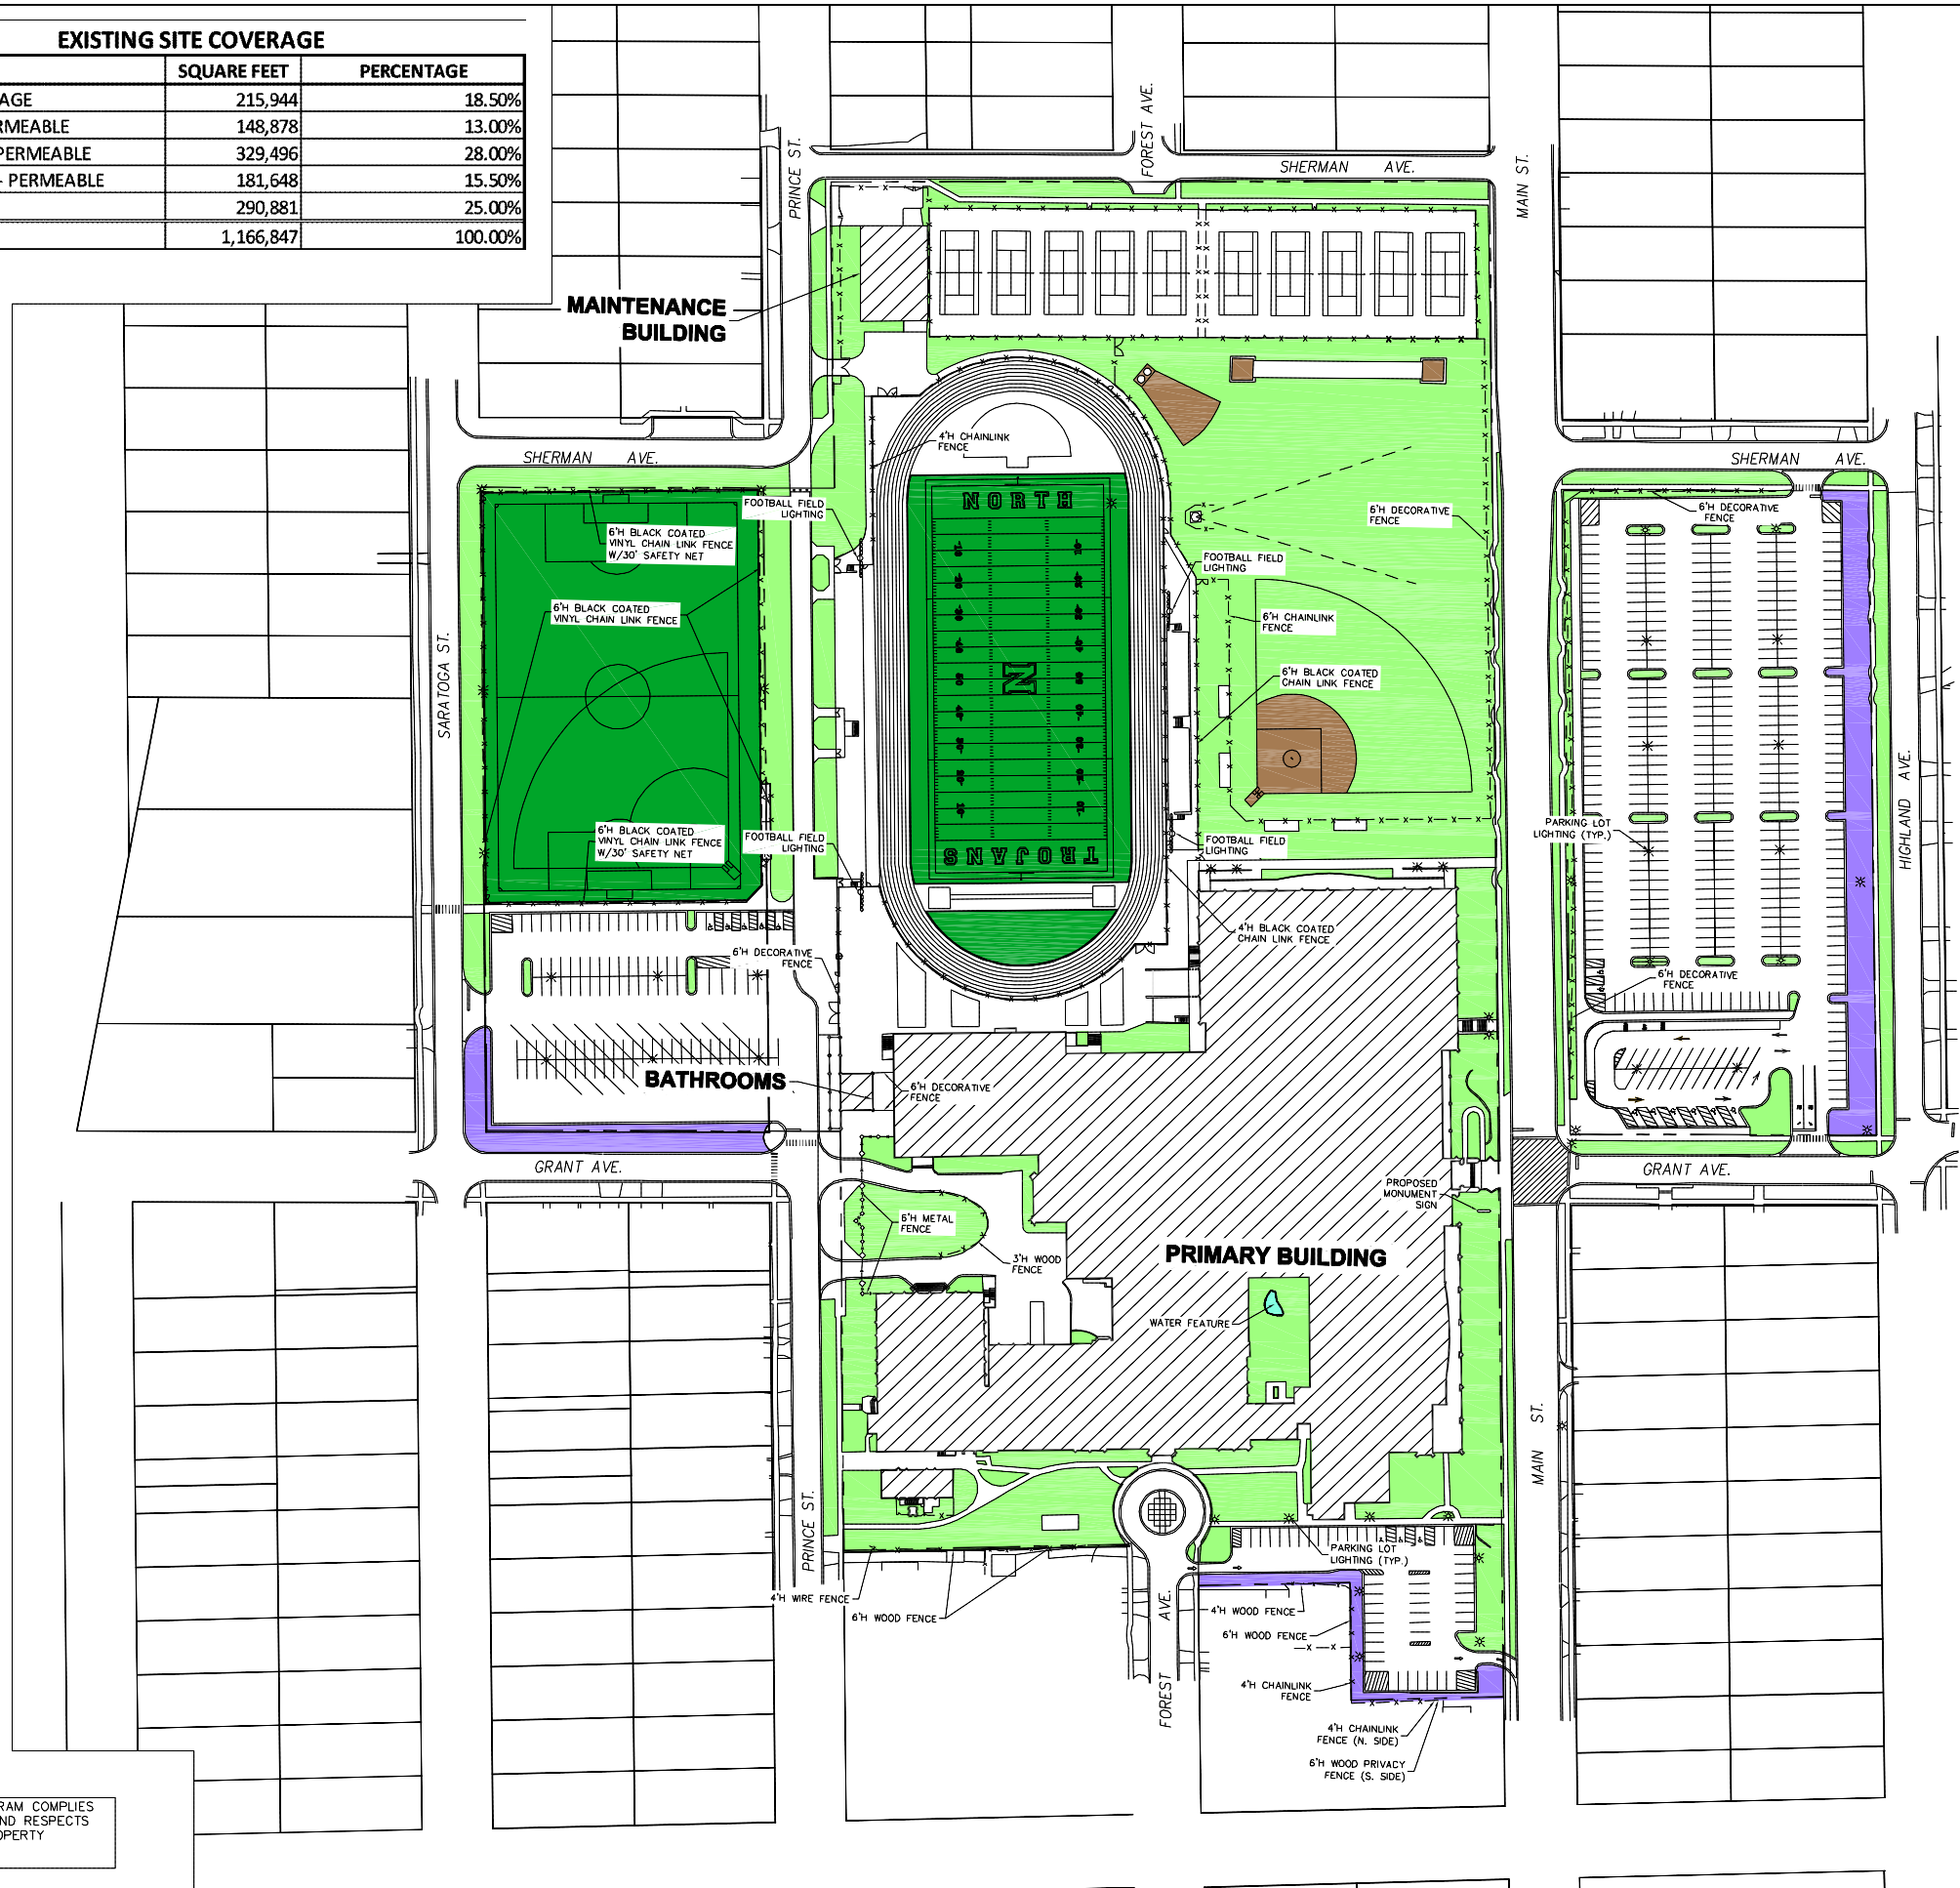 EXISTING SITE COVERAGE
SQUARE FEET PERCENTAGE
AGE 215,944 18.50%
RMEABLE 148,878 13.00%
PERMEABLE 329,496 28.00%
- PERMEABLE 181,648 15.50%
290,881 25.00%
1,166,847 100.00%
PRINCE ST.
FOREST AVE.
SHERMAN AVE.
MAIN ST.
MAINTENANCE
BUILDING
4'H CHAINLINK
FENCE
SHERMAN AVE.
SHERMAN AVE.
FOOTBALL FIELD
LIGHTING
NORTH
6'H DECORATIVE
FENCE
6'H DECORATIVE
FENCE
6'H BLACK COATED
VINYL CHAIN LINK FENCE
W/30' SAFETY NET
FOOTBALL FIELD
LIGHTING
6'H BLACK COATED
VINYL CHAIN LINK FENCE
6'H CHAINLINK
FENCE
SARATOGA ST.
N
6'H BLACK COATED
CHAIN LINK FENCE
HIGHLAND AVE.
PARKING LOT
LIGHTING (TYP.)
6'H BLACK COATED
VINYL CHAIN LINK FENCE
W/30' SAFETY NET
FOOTBALL FIELD
LIGHTING
TROJANS
FOOTBALL FIELD
LIGHTING
6'H DECORATIVE
FENCE
4'H BLACK COATED
CHAIN LINK FENCE
6'H DECORATIVE
FENCE
BATHROOMS
6'H DECORATIVE
FENCE
GRANT AVE.
GRANT AVE.
PROPOSED
MONUMENT
SIGN
6'H METAL
FENCE
3'H WOOD
FENCE
PRIMARY BUILDING
WATER FEATURE
MAIN ST.
PRINCE ST.
PARKING LOT
LIGHTING (TYP.)
4'H WIRE FENCE
6'H WOOD FENCE
FOREST AVE.
4'H WOOD FENCE
6'H WOOD FENCE
4'H CHAINLINK
FENCE
4'H CHAINLINK
FENCE (N. SIDE)
6'H WOOD PRIVACY
FENCE (S. SIDE)
RAM COMPLIES
ND RESPECTS
OPERTY